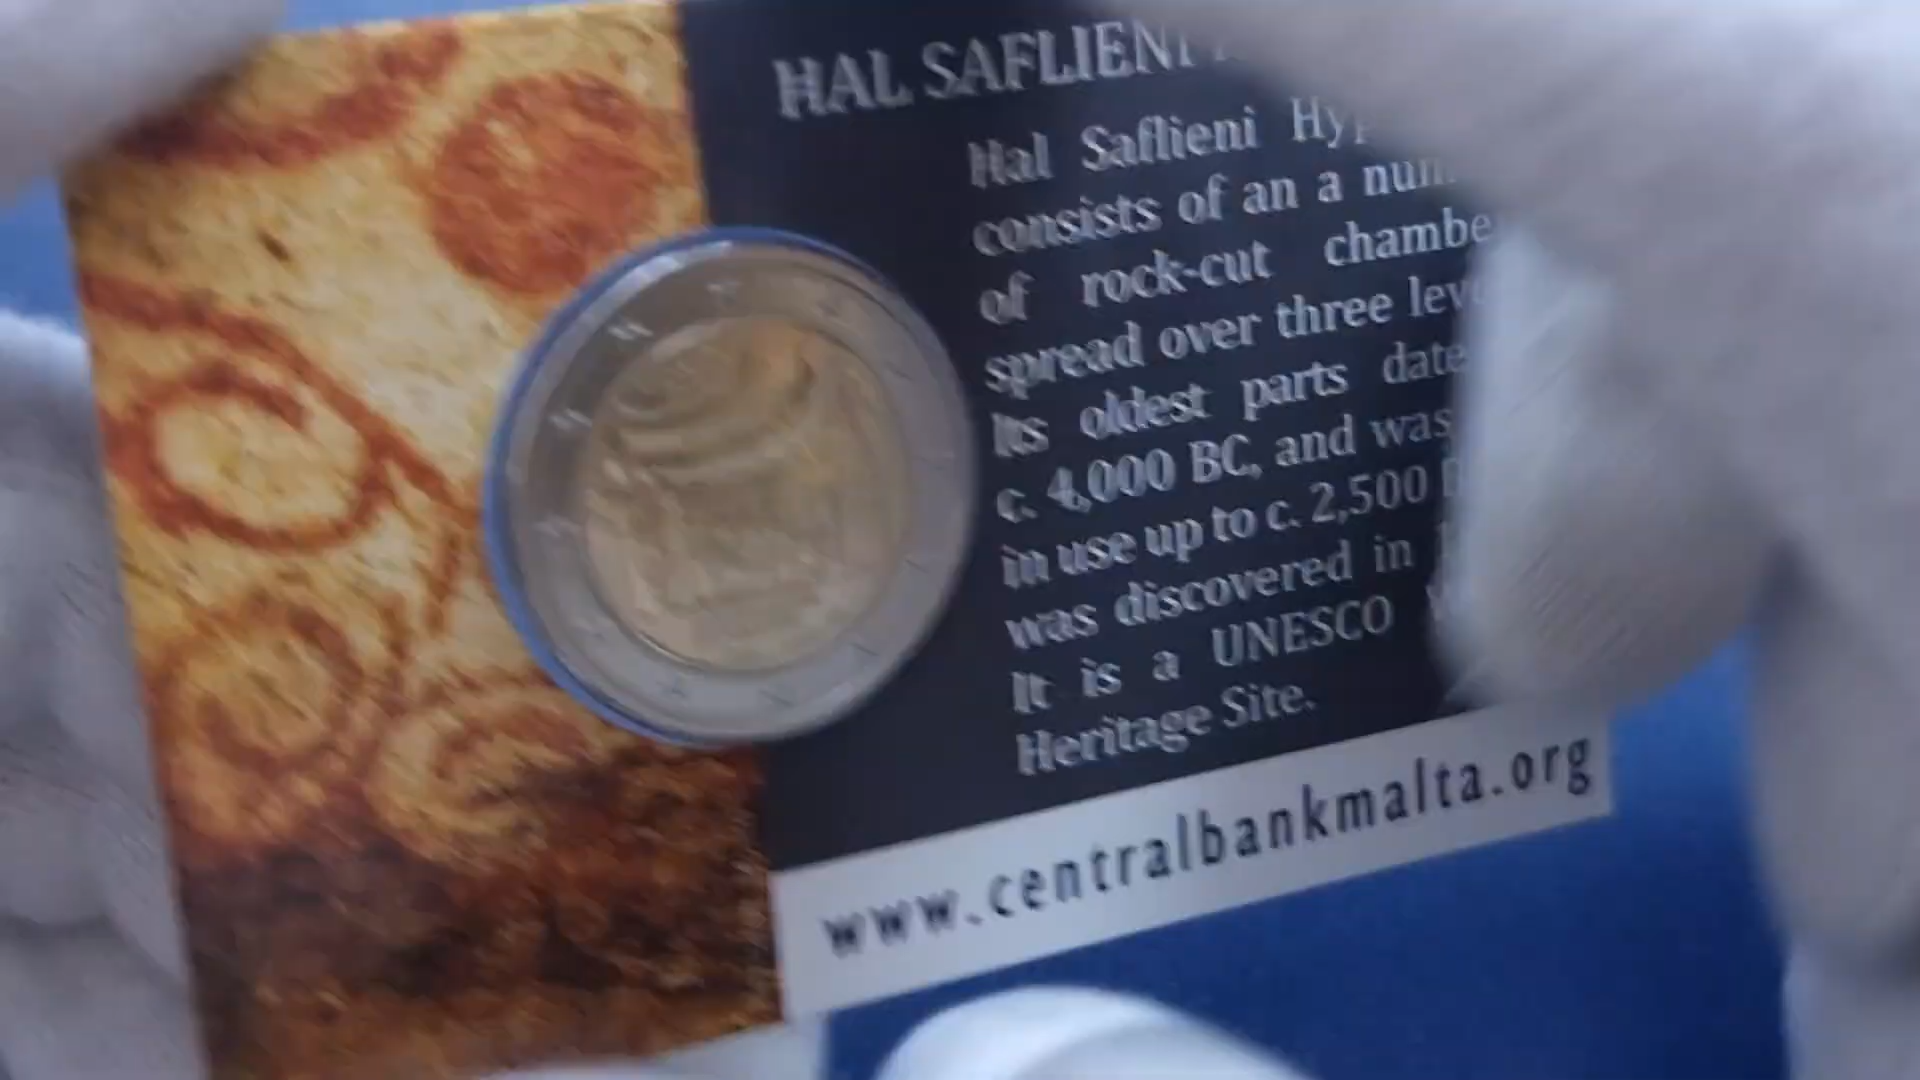 HAL SAFLIENI
Hal Saflieni
consists of an a
of rock-cut
spread over three
Its oldest parts
c. 4,000 BC, and was
in use up to c. 2,500
was discovered in
It is a UNESCO
Heritage Site.
www.centralbankmalta.org